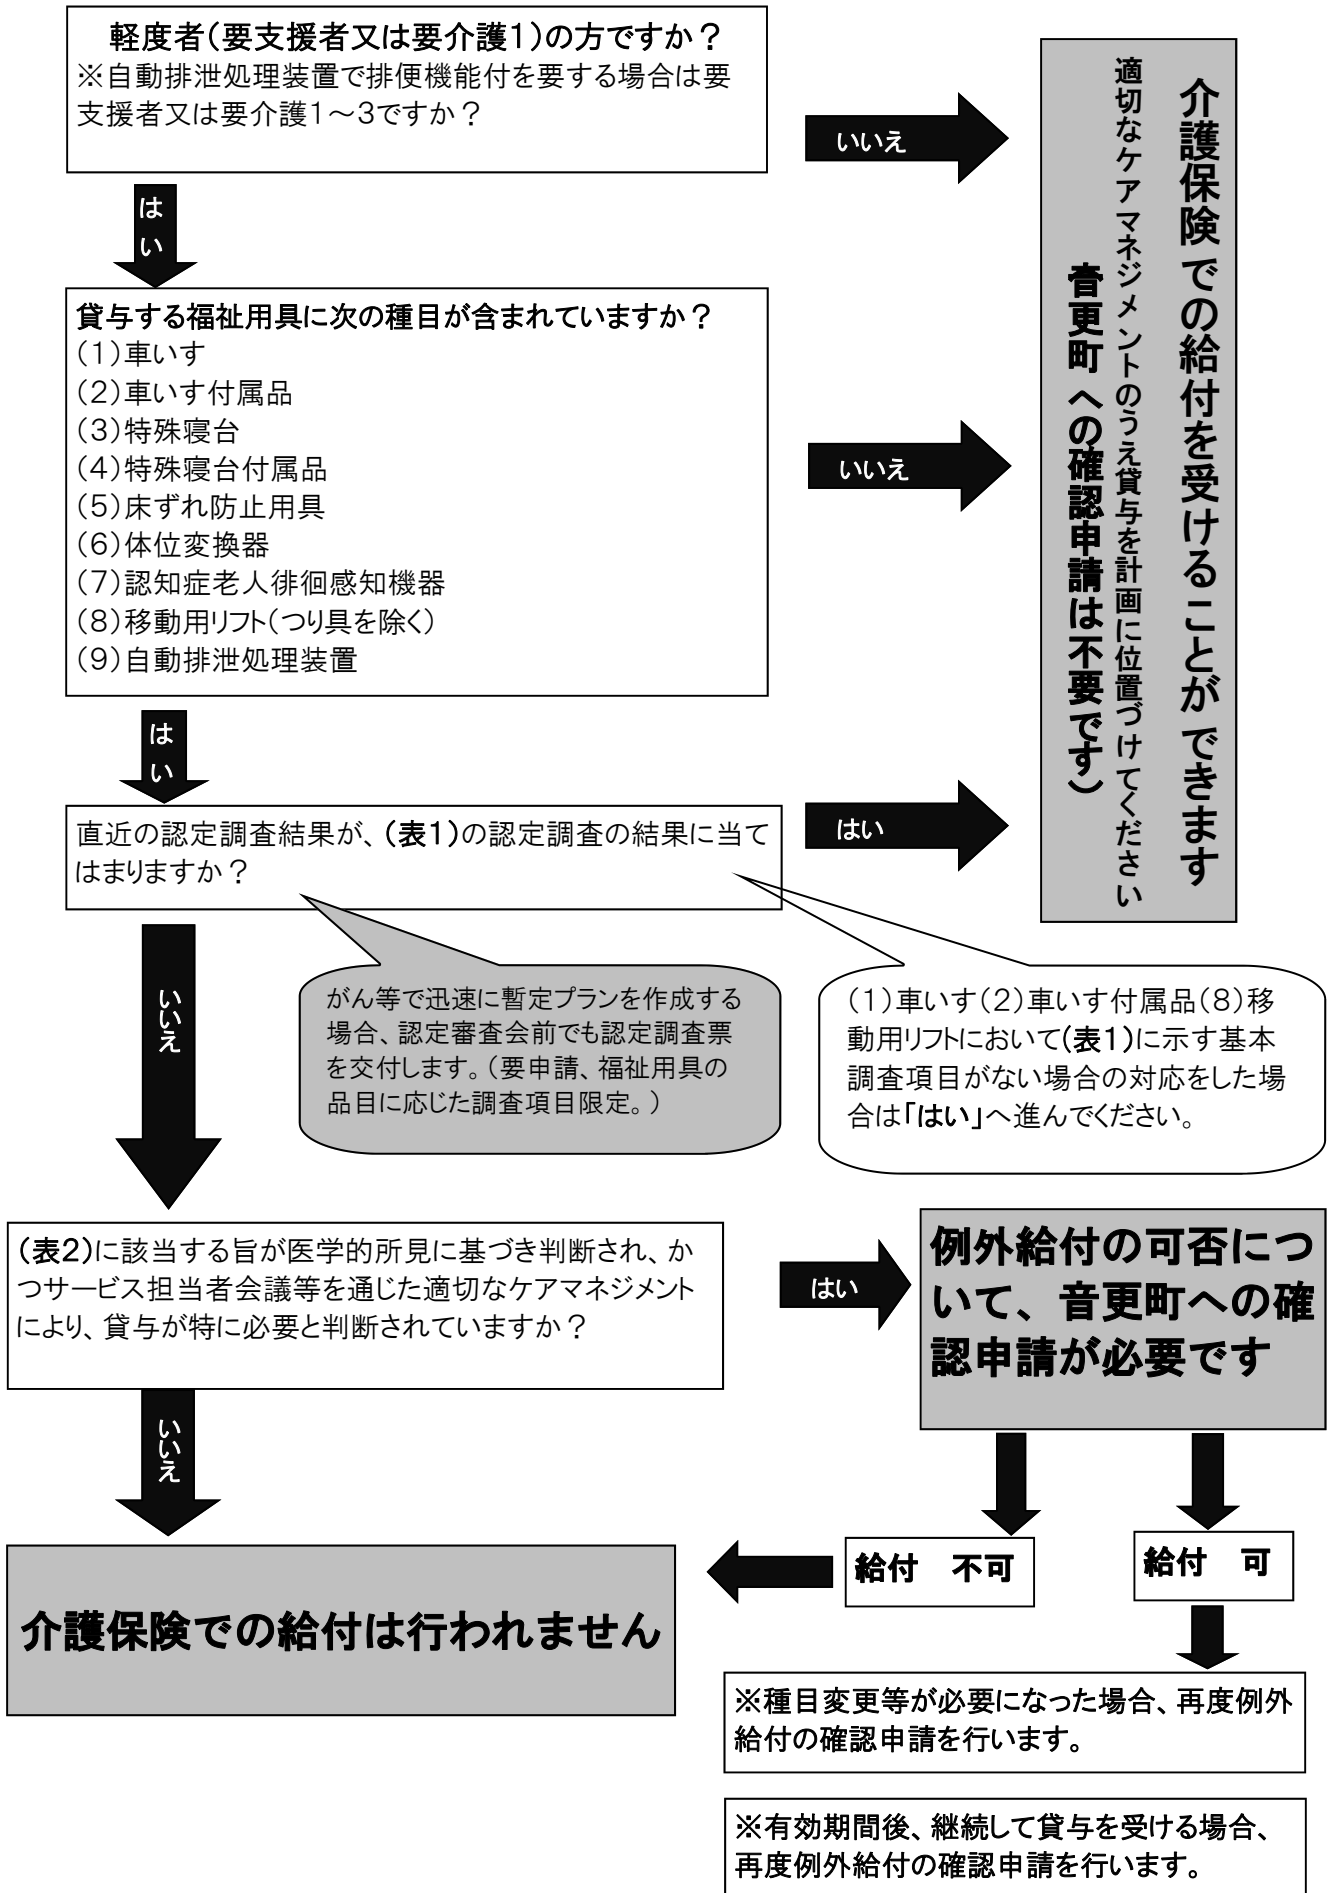 軽度者(要支援者又は要介護1)の方ですか?
※自動排泄処理装置で排便機能付を要する場合は要
支援者又は要介護1~3ですか?
いいえ
はい
介護保険での給付を受けることができます
適切なケアマネジメントのうえ貸与を計画に位置づけてください
音更町への確認申請は不要です)
貸与する福祉用具に次の種目が含まれていますか?
(1)車いす
(2)車いす付属品
(3)特殊寝台
(4)特殊寝台付属品
(5)床ずれ防止用具
(6)体位変換器
(7)認知症老人徘徊感知機器
(8)移動用リフト(つり具を除く)
(9)自動排泄処理装置
いいえ
はい
直近の認定調査結果が、(表1)の認定調査の結果に当て
はまりますか?
はい
いいえ
がん等で迅速に暫定プランを作成する
場合、認定審査会前でも認定調査票
を交付します。(要申請、福祉用具の
品目に応じた調査項目限定。)
(1)車いす(2)車いす付属品(8)移
動用リフトにおいて(表1)に示す基本
調査項目がない場合の対応をした場
合は「はい」へ進んでください。
(表2)に該当する旨が医学的所見に基づき判断され、か
つサービス担当者会議等を通じた適切なケアマネジメント
により、貸与が特に必要と判断されていますか?
はい
例外給付の可否につ
いて、音更町への確
認申請が必要です
いいえ
給付 不可
給付 可
介護保険での給付は行われません
※種目変更等が必要になった場合、再度例外
給付の確認申請を行います。
※有効期間後、継続して貸与を受ける場合、
再度例外給付の確認申請を行います。